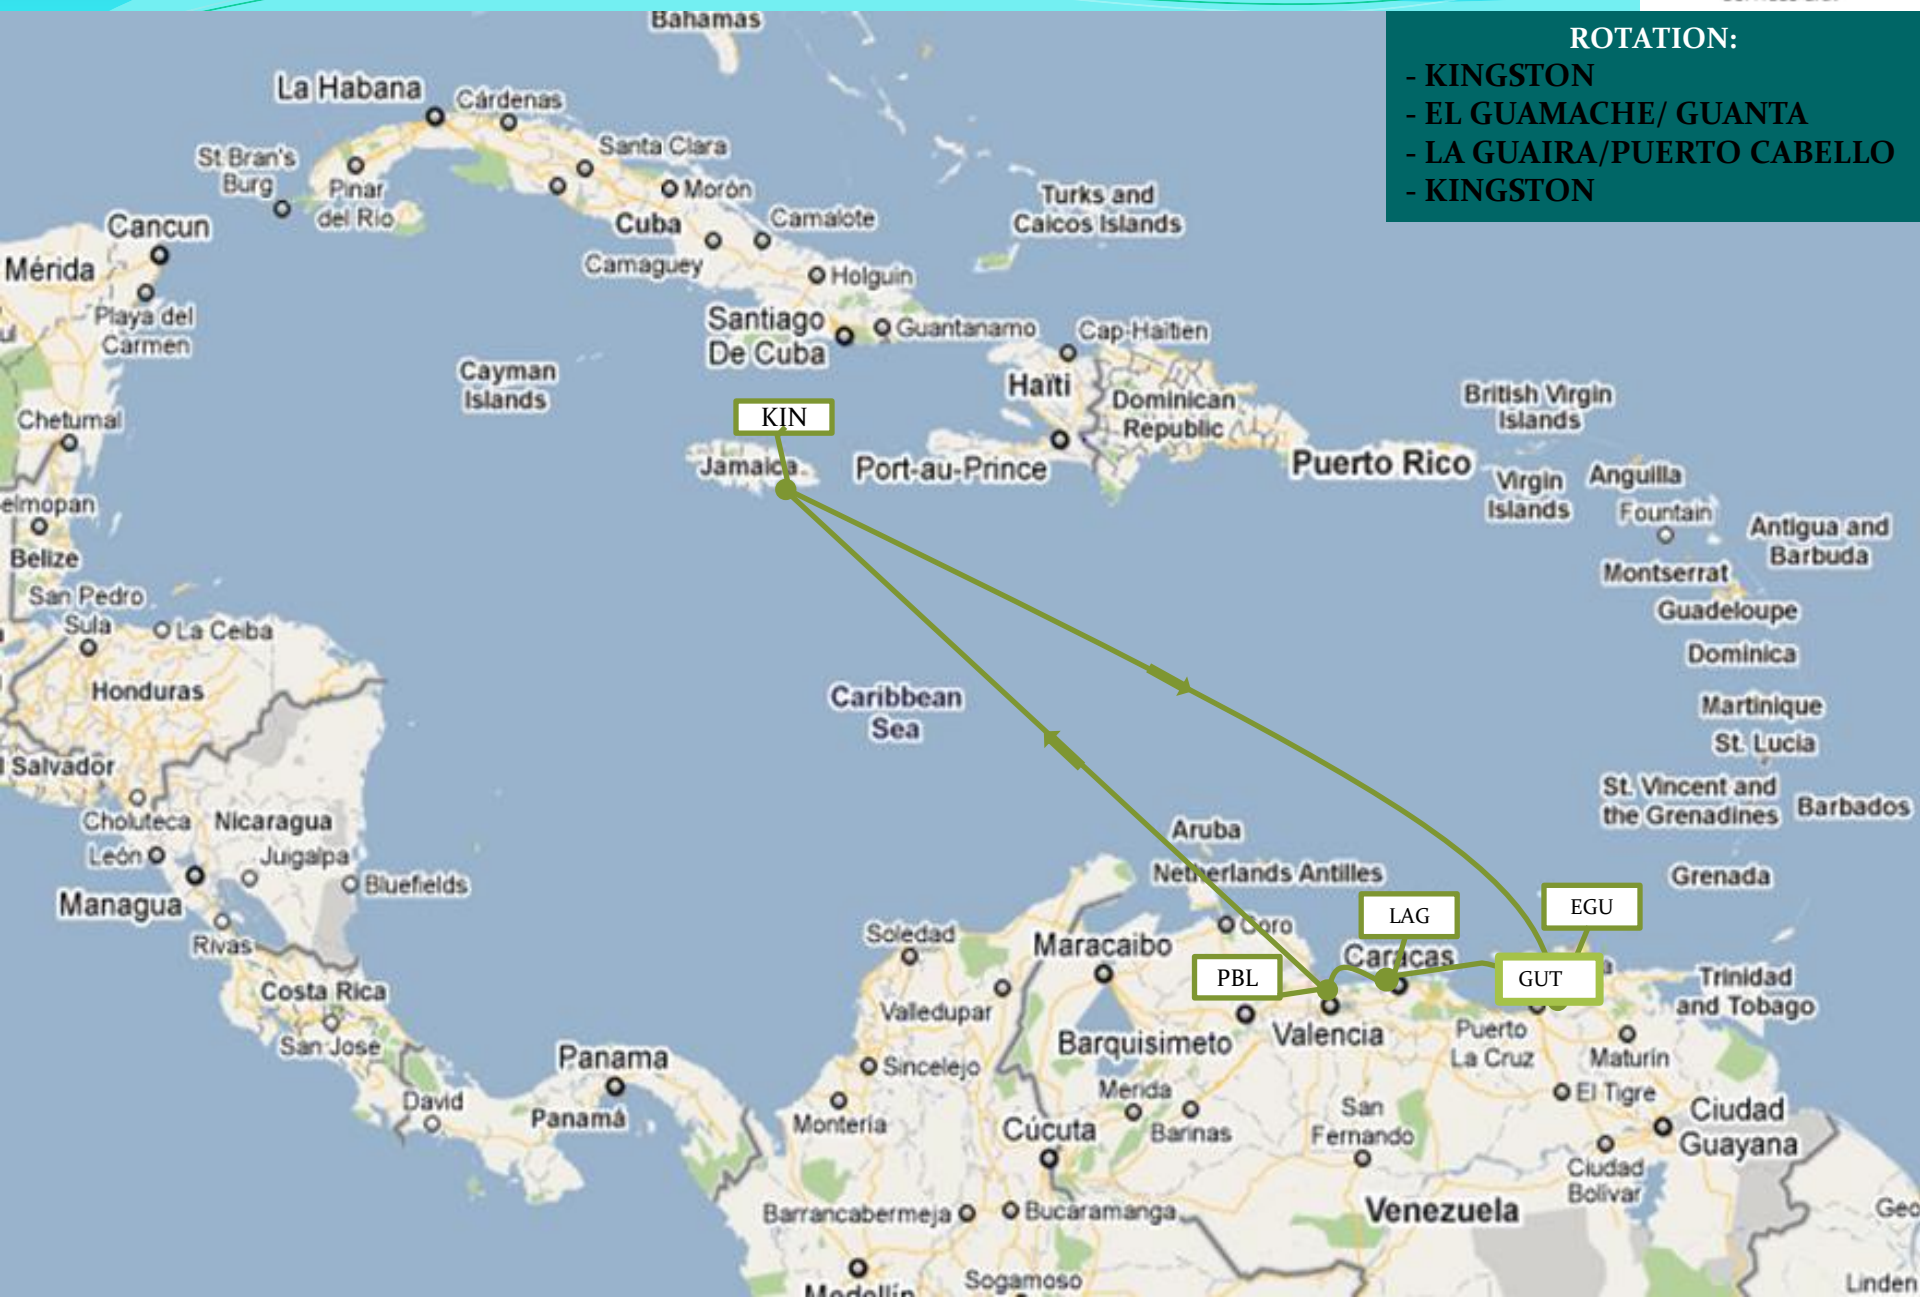 ROTATION:
- KINGSTON
- EL GUAMACHE/ GUANTA
- LA GUAIRA/PUERTO CABELLO
- KINGSTON
Bahamas
La Habana
Cárdenas
St Bran's
Burg
Pinar
del Rio
Santa Clara
Morón
Cuba
Camalote
Camaguey
Holguin
Turks and
Caicos Islands
Cancun
Mérida
Playa del
Carmen
Santiago
De Cuba
Guantanamo
Cap-Haïtien
Cayman
Islands
Haïti
Dominican
Republic
British Virgin
Islands
Chetumal
KIN
Jamaica
Port-au-Prince
Puerto Rico
Virgin
Islands
Anguilla
Fountain
Antigua and
Barbuda
elmopan
Belize
Montserrat
San Pedro
Sula
La Ceiba
Guadeloupe
Dominica
Honduras
Caribbean
Sea
Martinique
St. Lucia
Salvador
St. Vincent and
the Grenadines
Barbados
Choluteca
Nicaragua
Aruba
León
Juigalpa
Bluefields
Netherlands Antilles
Grenada
Managua
LAG
EGU
Rivas
Soledad
Maracaibo
Coro
Caracas
PBL
GUT
Trinidad
and Tobago
Costa Rica
San Jose
Valledupar
Barquisimeto
Valencia
Puerto
La Cruz
Maturín
Panama
Sincelejo
David
Panamá
Montería
Merida
Barinas
El Tigre
Cúcuta
San
Fernando
Ciudad
Guayana
Ciudad
Bolivar
Barrancabermeja
Bucaramanga
Venezuela
Geo
Medellín
Sogamoso
Linden